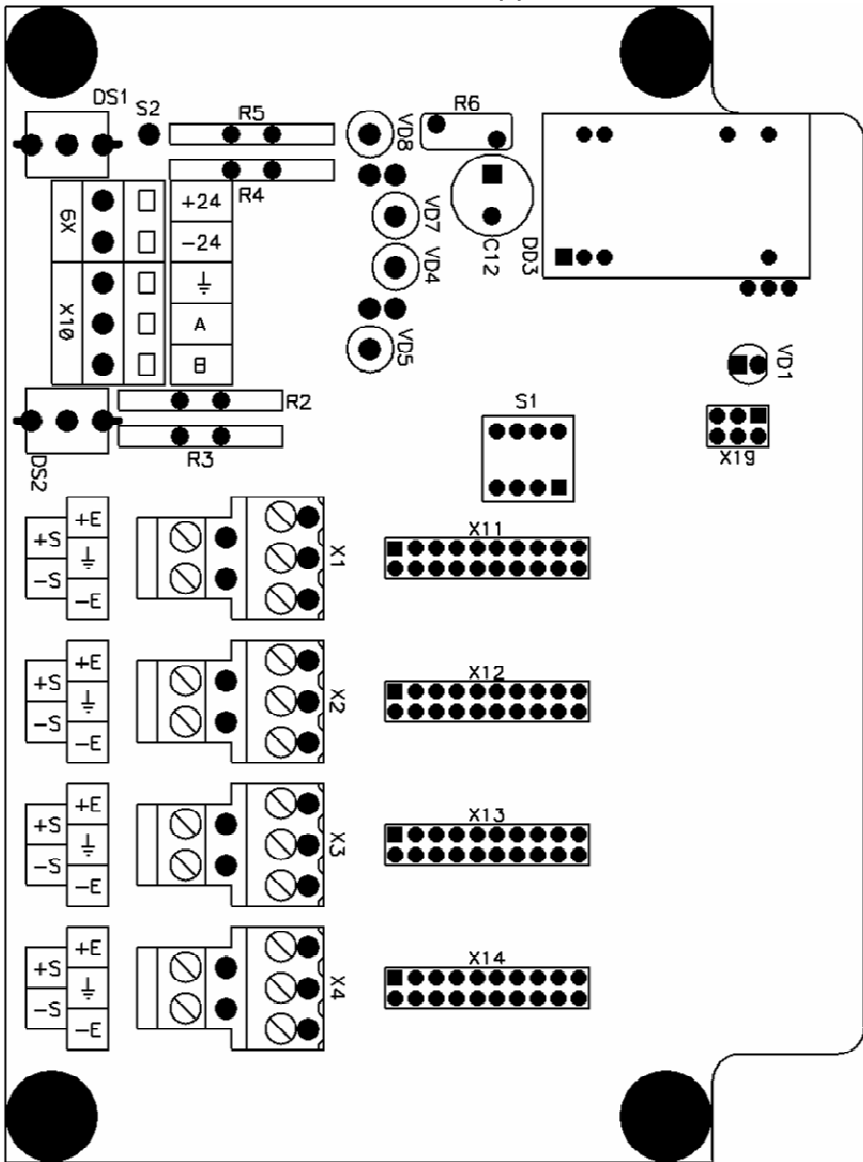 DS1
S2
R5
VD8
R6
R4
X9
+24
-24
VD7
C12
DD3
VD4
X10
A
B
VD5
VD1
R2
R3
DS2
S1
X19
+S
-S
+E
-E
X1
X11
+S
-S
+E
-E
X2
X12
+S
-S
+E
-E
X3
X13
+S
-S
+E
-E
X4
X14